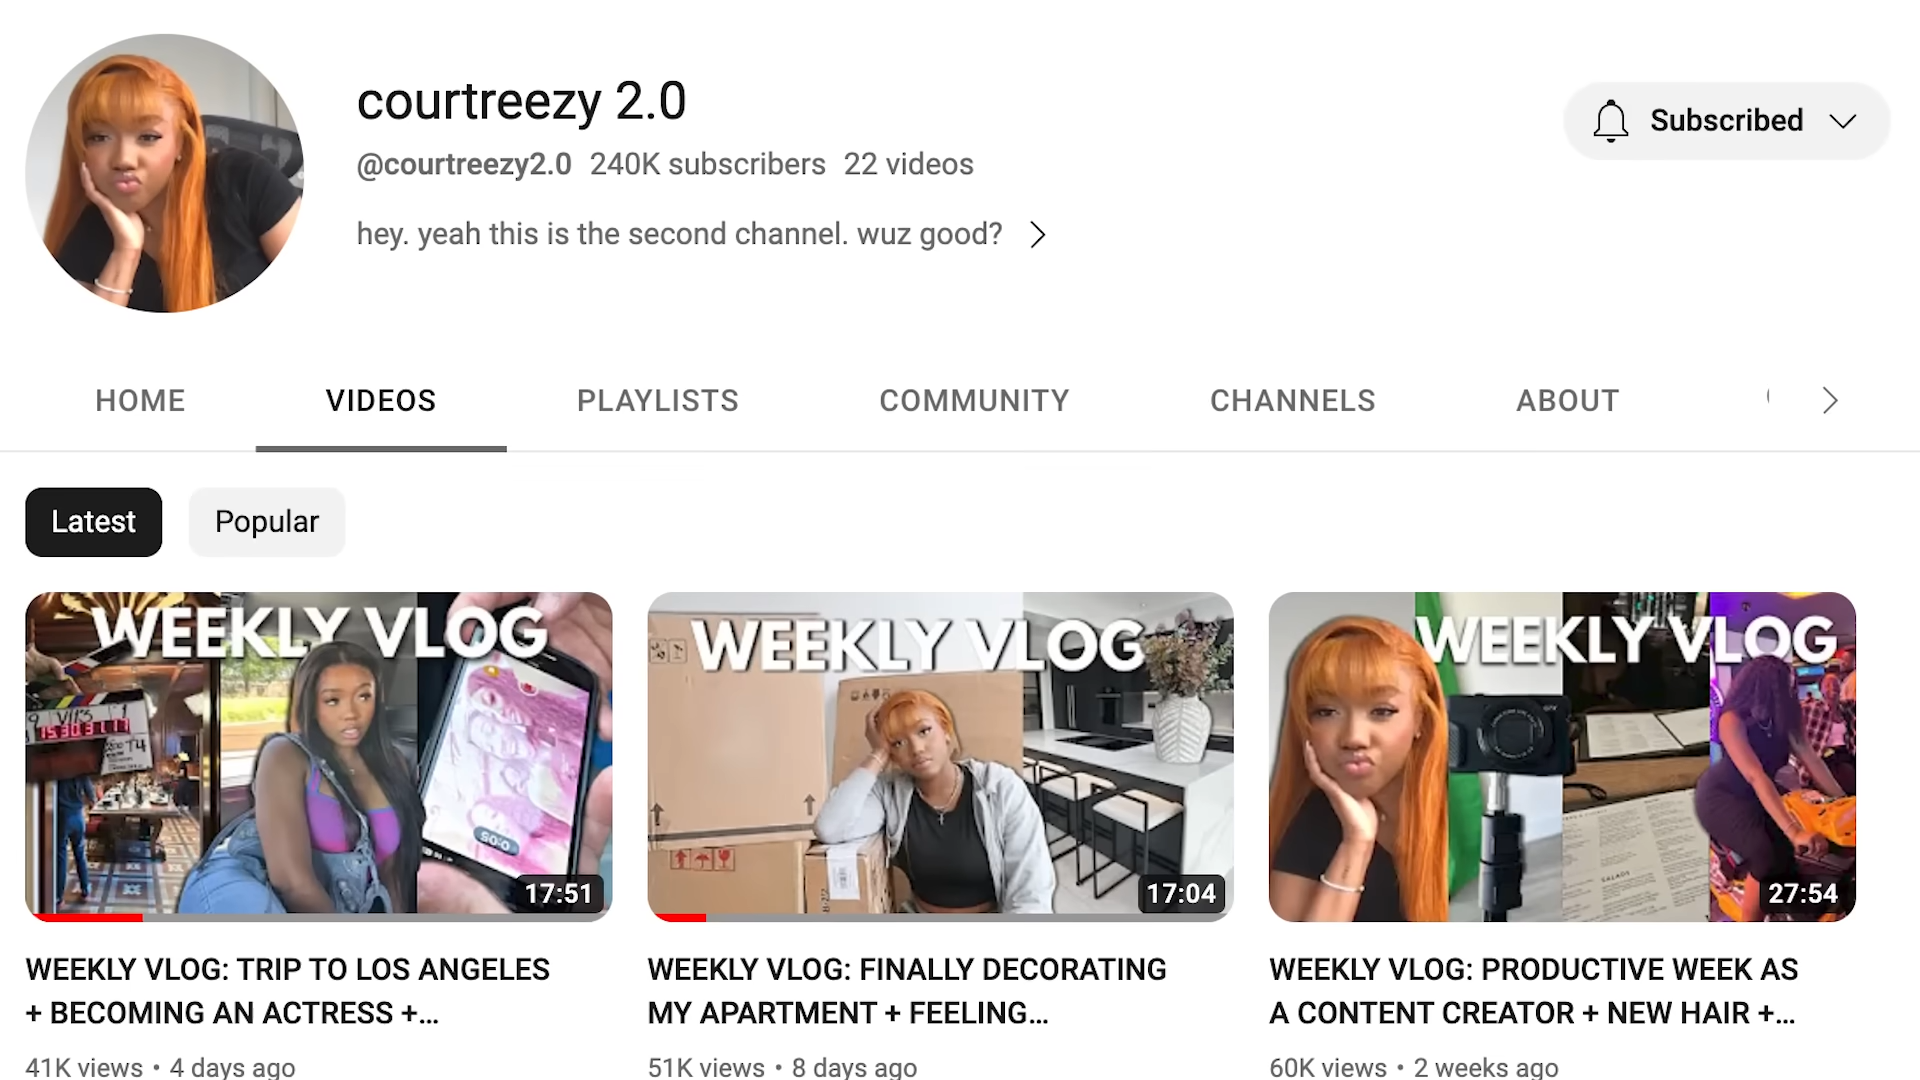 courtreezy 2.0
@courtreezy2.0 240K subscribers 22 videos
hey. yeah this is the second channel. wuz good?
Subscribed
HOME VIDEOS PLAYLISTS COMMUNITY CHANNELS ABOUT
Latest Popular
WEEKLY VLOG
17:51
WEEKLY VLOG
17:04
WEEKLY VLOG
SALADS
27:54
WEEKLY VLOG: TRIP TO LOS ANGELES
+ BECOMING AN ACTRESS +...
41K views • 4 days ago
WEEKLY VLOG: FINALLY DECORATING
MY APARTMENT + FEELING...
51K views • 8 days ago
WEEKLY VLOG: PRODUCTIVE WEEK AS
A CONTENT CREATOR + NEW HAIR +...
60K views • 2 weeks ago